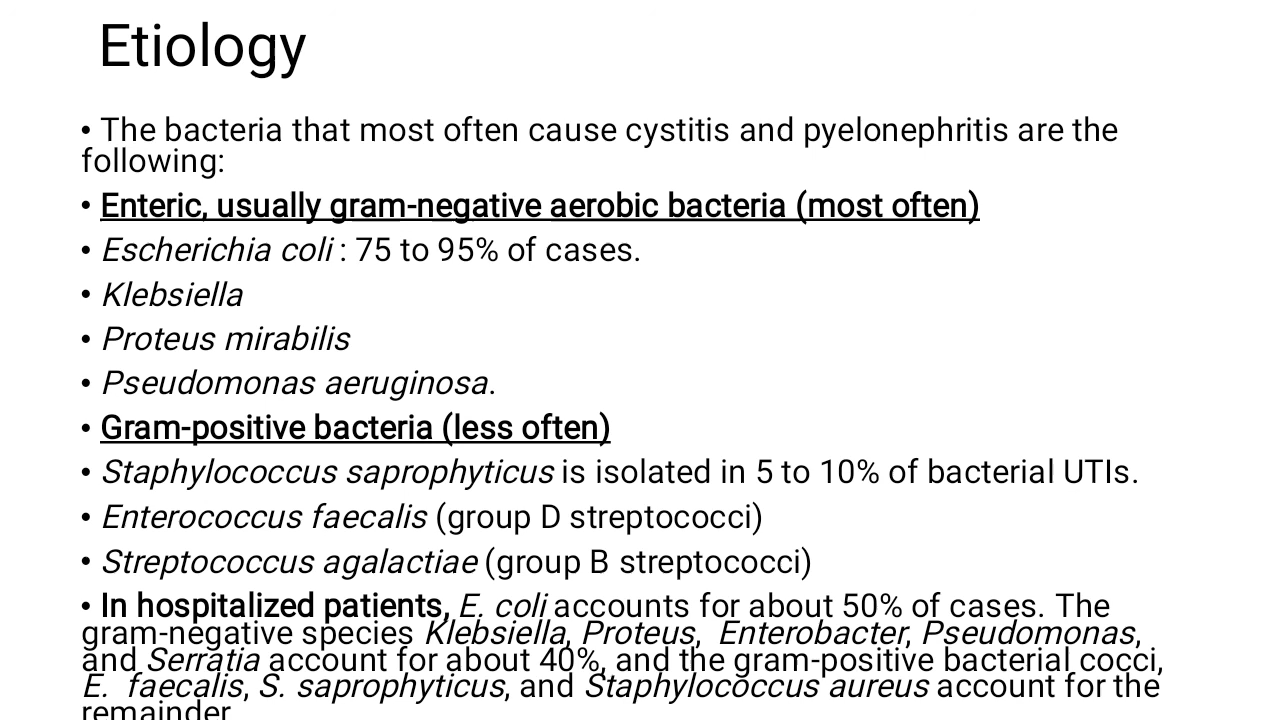 Etiology
• The bacteria that most often cause cystitis and pyelonephritis are the
following:
• Enteric, usually gram-negative aerobic bacteria (most often)
• Escherichia coli : 75 to 95% of cases.
• Klebsiella
• Proteus mirabilis
• Pseudomonas aeruginosa.
• Gram-positive bacteria (less often)
• Staphylococcus saprophyticus is isolated in 5 to 10% of bacterial UTIs.
• Enterococcus faecalis (group D streptococci)
• Streptococcus agalactiae (group B streptococci)
• In hospitalized patients, E. coli accounts for about 50% of cases. The
gram-negative species Klebsiella, Proteus, Enterobacter, Pseudomonas,
and Serratia account for about 40%, and the gram-positive bacterial cocci,
E. faecalis, S. saprophyticus, and Staphylococcus aureus account for the
remainder